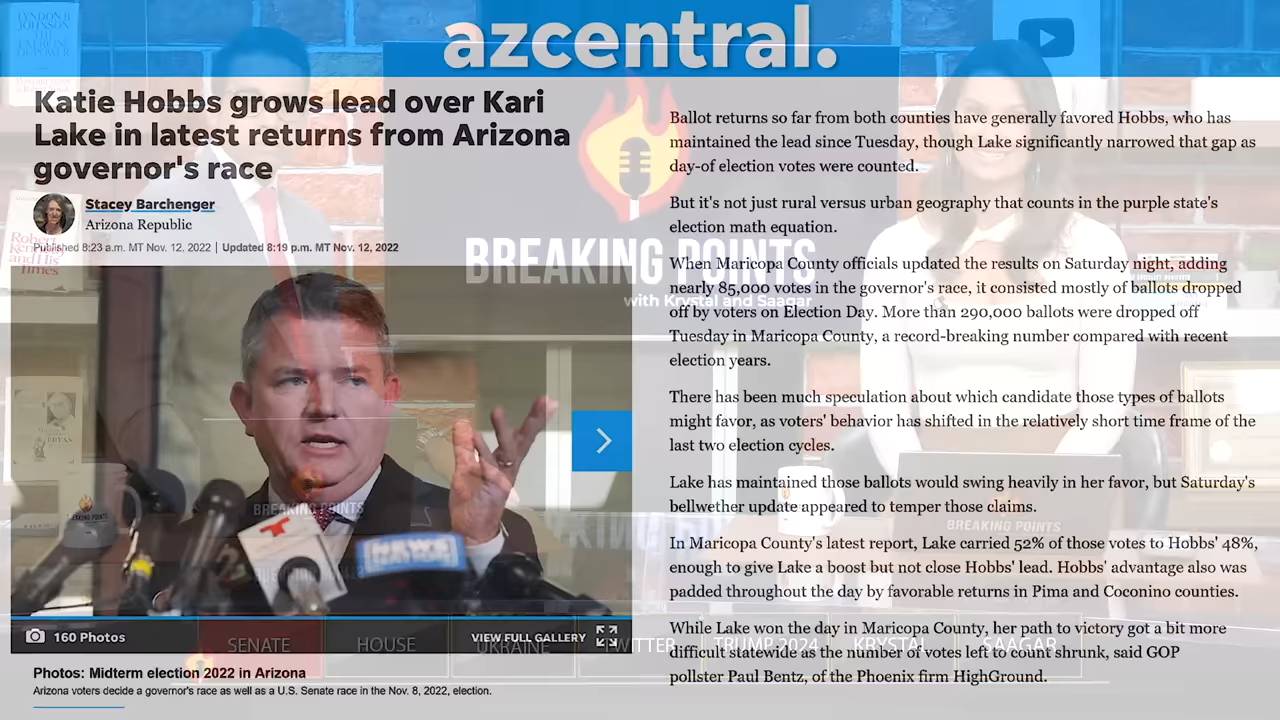 azcentral.
Katie Hobbs grows lead over Kari
Lake in latest returns from Arizona
governor's race
Stacey Barchenger
Arizona Republic
Published 8:23 a.m. MT Nov. 12, 2022 | Updated 8:19 p.m. MT Nov. 12, 2022
160 Photos
VIEW FULL GALLERY
Photos: Midterm election 2022 in Arizona
Arizona voters decide a governor's race as well as a U.S. Senate race in the Nov. 8, 2022, election.
Ballot returns so far from both counties have generally favored Hobbs, who has
maintained the lead since Tuesday, though Lake significantly narrowed that gap as
day-of election votes were counted.
But it's not just rural versus urban geography that counts in the purple state's
election math equation.
When Maricopa County officials updated the results on Saturday night, adding
nearly 85,000 votes in the governor's race, it consisted mostly of ballots dropped
off by voters on Election Day. More than 290,000 ballots were dropped off
Tuesday in Maricopa County, a record-breaking number compared with recent
election years.
There has been much speculation about which candidate those types of ballots
might favor, as voters' behavior has shifted in the relatively short time frame of the
last two election cycles.
Lake has maintained those ballots would swing heavily in her favor, but Saturday's
bellwether update appeared to temper those claims.
In Maricopa County's latest report, Lake carried 52% of those votes to Hobbs' 48%,
enough to give Lake a boost but not close Hobbs' lead. Hobbs' advantage also was
padded throughout the day by favorable returns in Pima and Coconino counties.
While Lake won the day in Maricopa County, her path to victory got a bit more
difficult statewide as the number of votes left to count shrunk, said GOP
pollster Paul Bentz, of the Phoenix firm HighGround.
BREAKING POINTS
with Krystal and Saagar
LYNDON B
JOHNSON
Robert
Kennedy
and His
Times
BREAKING POINTS
BREAKING POINTS
BREAKING POINTS
NEWS
SENATE
HOUSE
UKRAINE
TWITTER
TRUMP 2024
KRYSTAL
SAAGAR